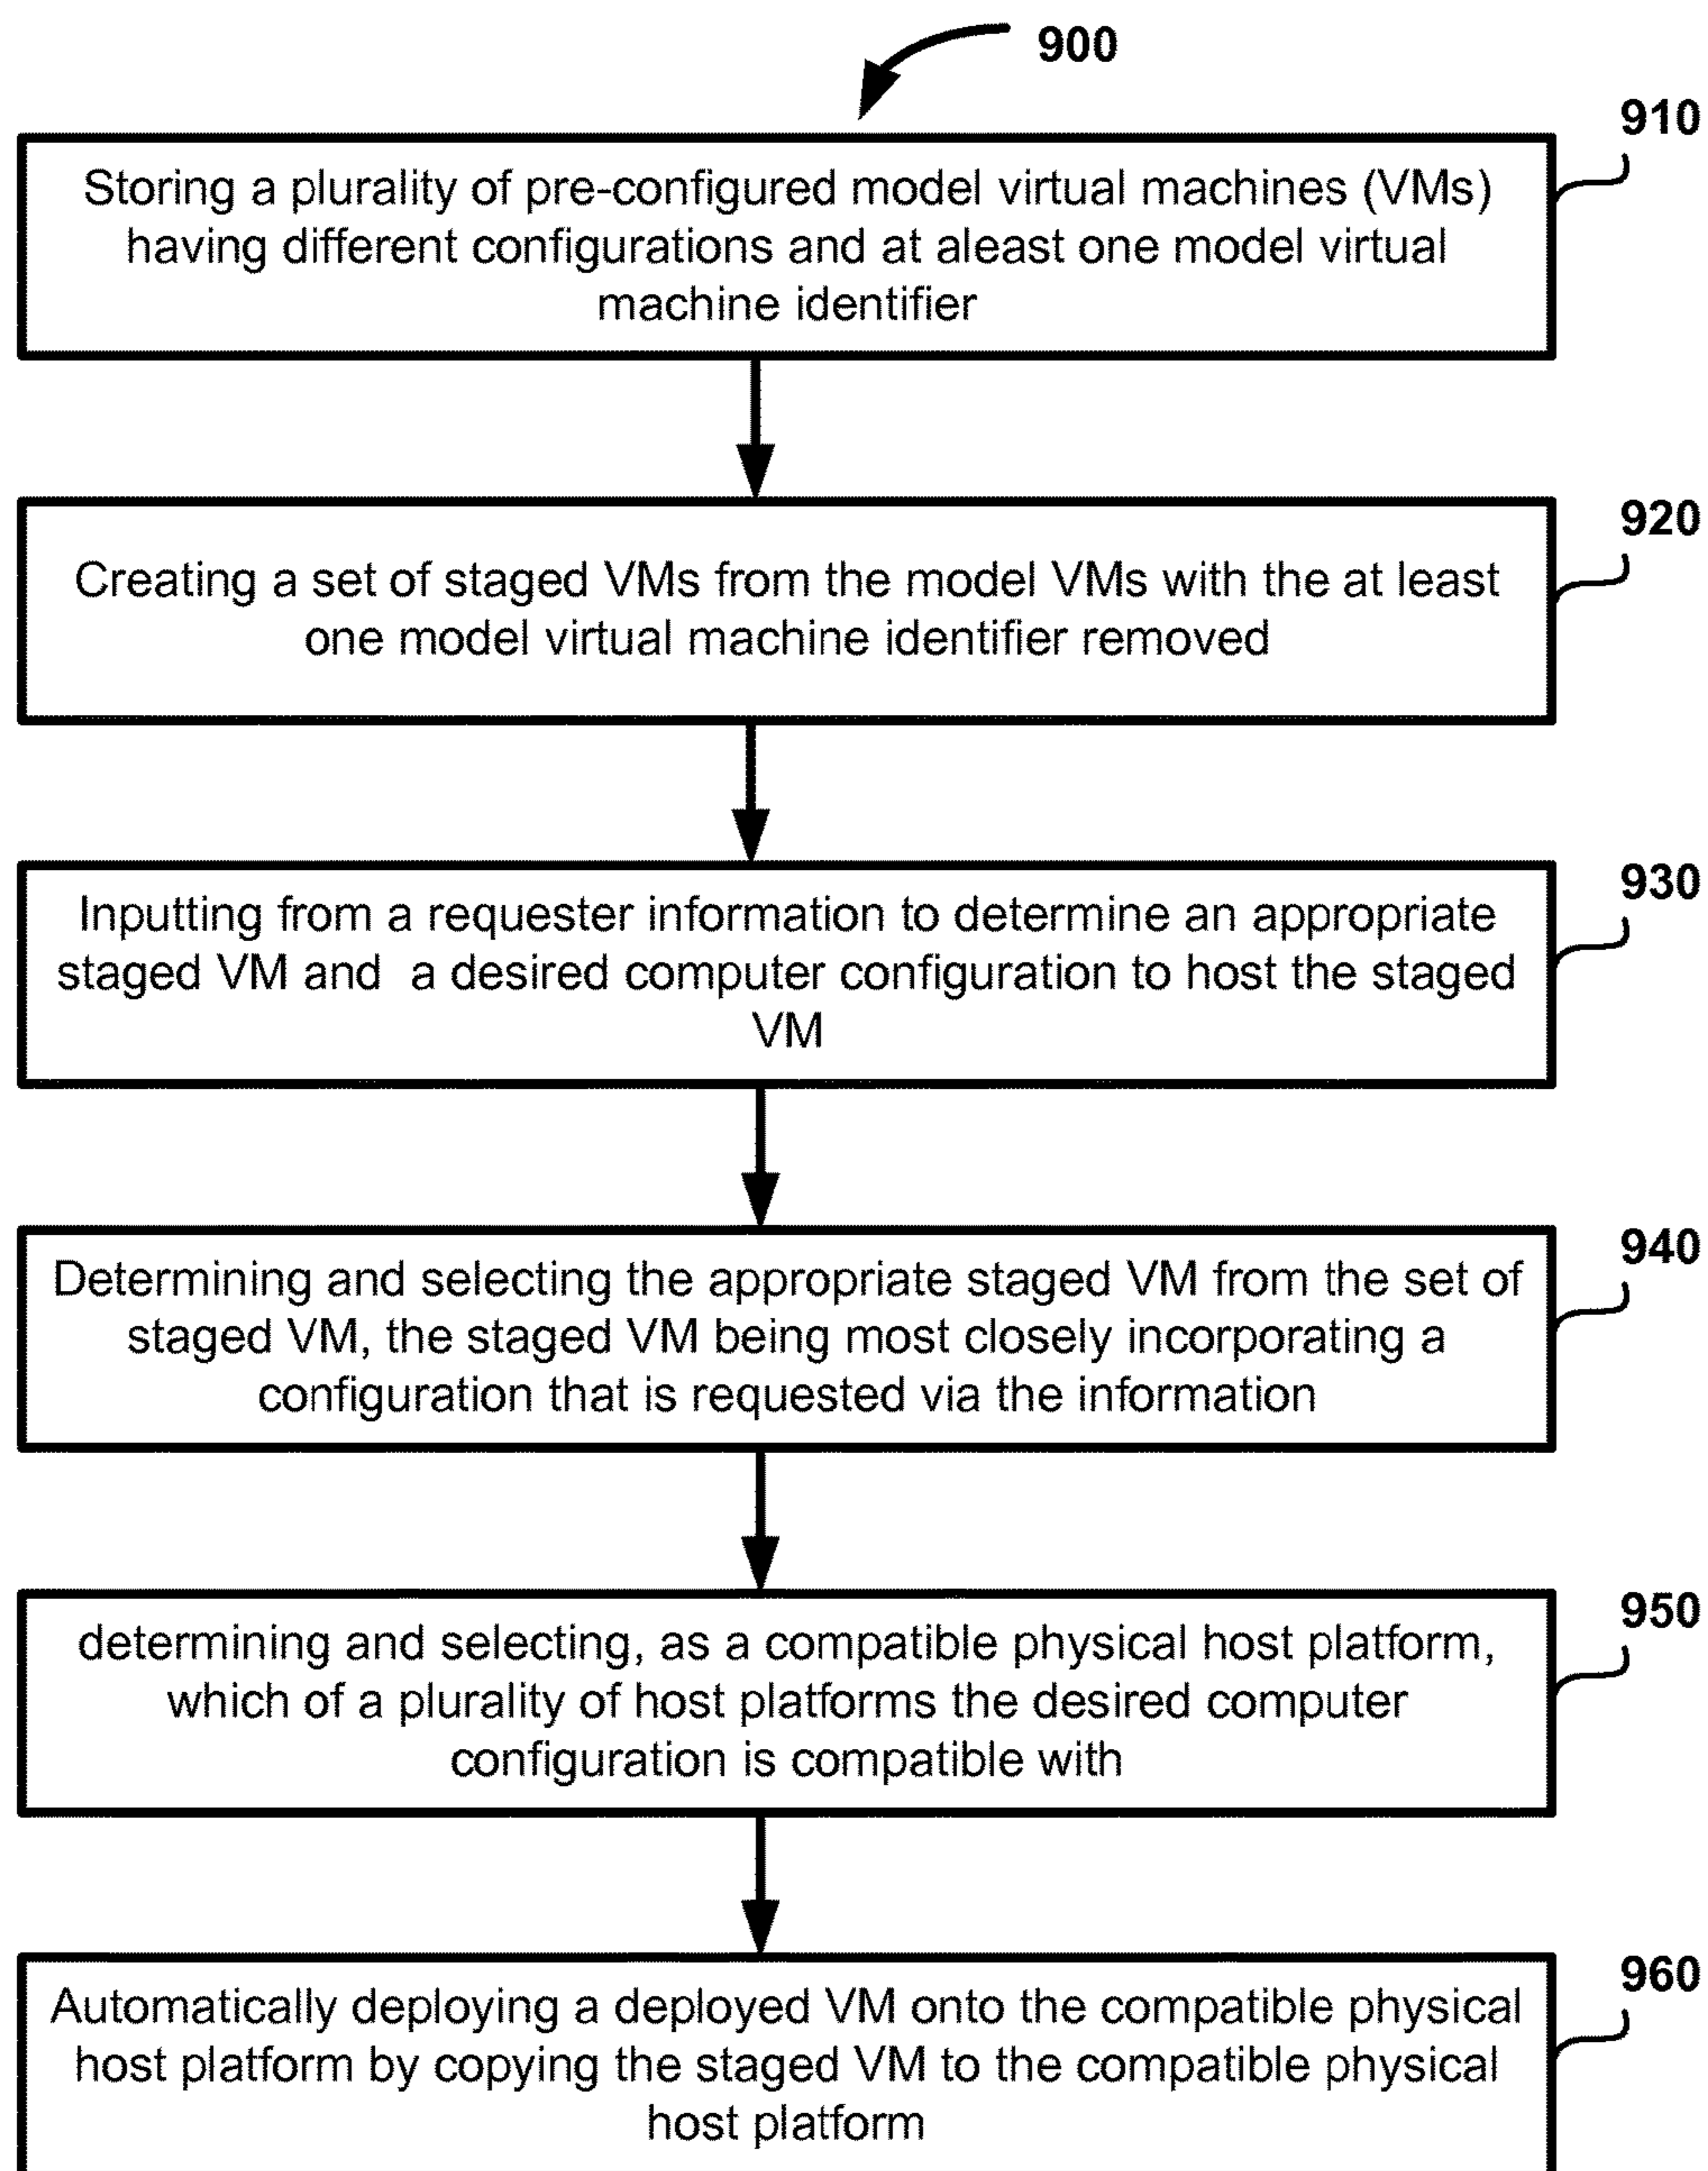 900
910
Storing a plurality of pre-configured model virtual machines (VMs)
having different configurations and at aleast one model virtual
machine identifier
920
Creating a set of staged VMs from the model VMs with the at least
one model virtual machine identifier removed
930
Inputting from a requester information to determine an appropriate
staged VM and  a desired computer configuration to host the staged
VM
940
Determining and selecting the appropriate staged VM from the set of
staged VM, the staged VM being most closely incorporating a
configuration that is requested via the information
950
determining and selecting, as a compatible physical host platform,
which of a plurality of host platforms the desired computer
configuration is compatible with
960
Automatically deploying a deployed VM onto the compatible physical
host platform by copying the staged VM to the compatible physical
host platform